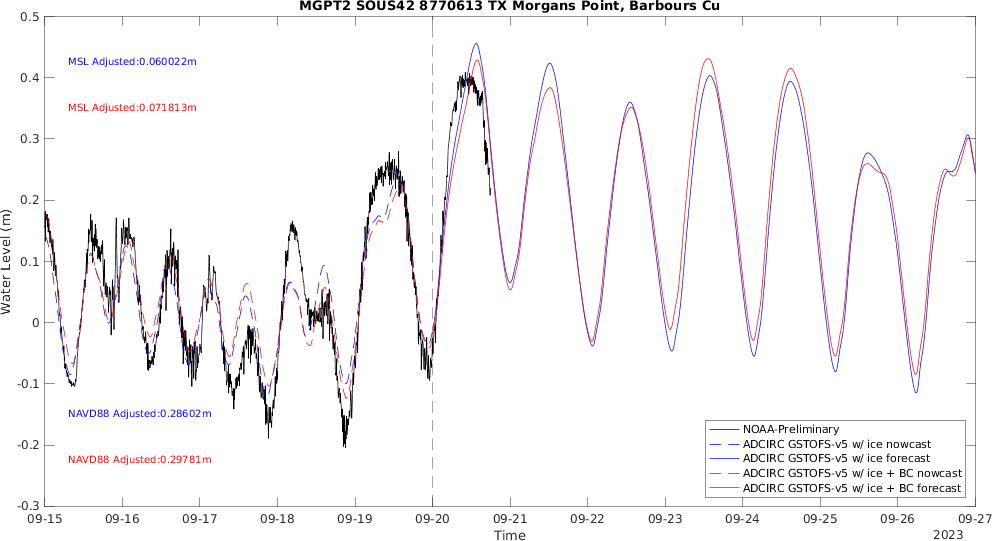 MGPT2 SOUS42 8770613 TX Morgans Point, Barbours Cu
0.5
0.4
0.3
0.2
0.1
0
-0.1
-0.2
-0.3
Water Level (m)
MSL Adjusted:0.060022m
MSL Adjusted:0.071813m
NAVD88 Adjusted:0.28602m
NAVD88 Adjusted:0.29781m
NOAA-Preliminary
ADCIRC GSTOFS-v5 w/ ice nowcast
ADCIRC GSTOFS-v5 w/ ice forecast
ADCIRC GSTOFS-v5 w/ ice + BC nowcast
ADCIRC GSTOFS-v5 w/ ice + BC forecast
09-15 09-16 09-17 09-18 09-19 09-20 09-21 09-22 09-23 09-24 09-25 09-26 09-27
Time
2023